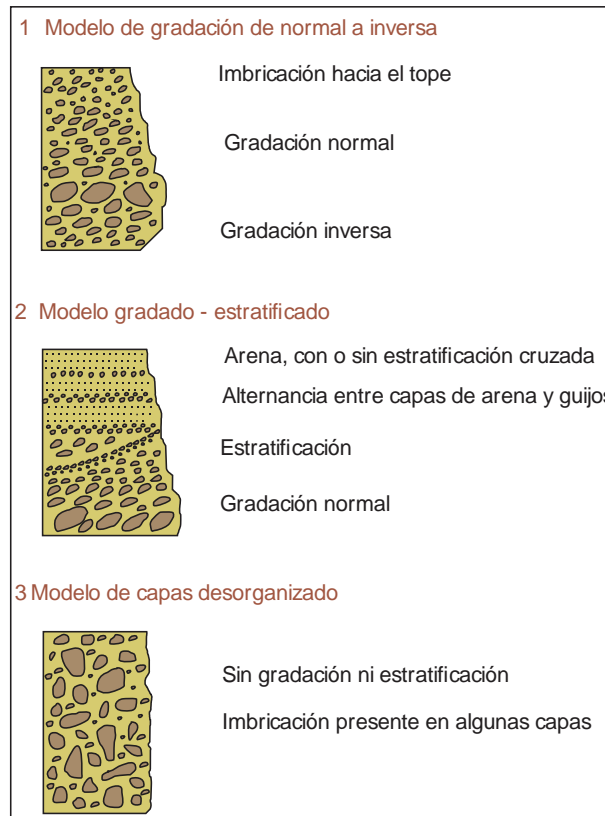 1 Modelo de gradación de normal a inversa
Imbricación hacia el tope
Gradación normal
Gradación inversa
2 Modelo gradado - estratificado
Arena, con o sin estratificación cruzada
Alternancia entre capas de arena y guijos
Estratificación
Gradación normal
3 Modelo de capas desorganizado
Sin gradación ni estratificación
Imbricación presente en algunas capas